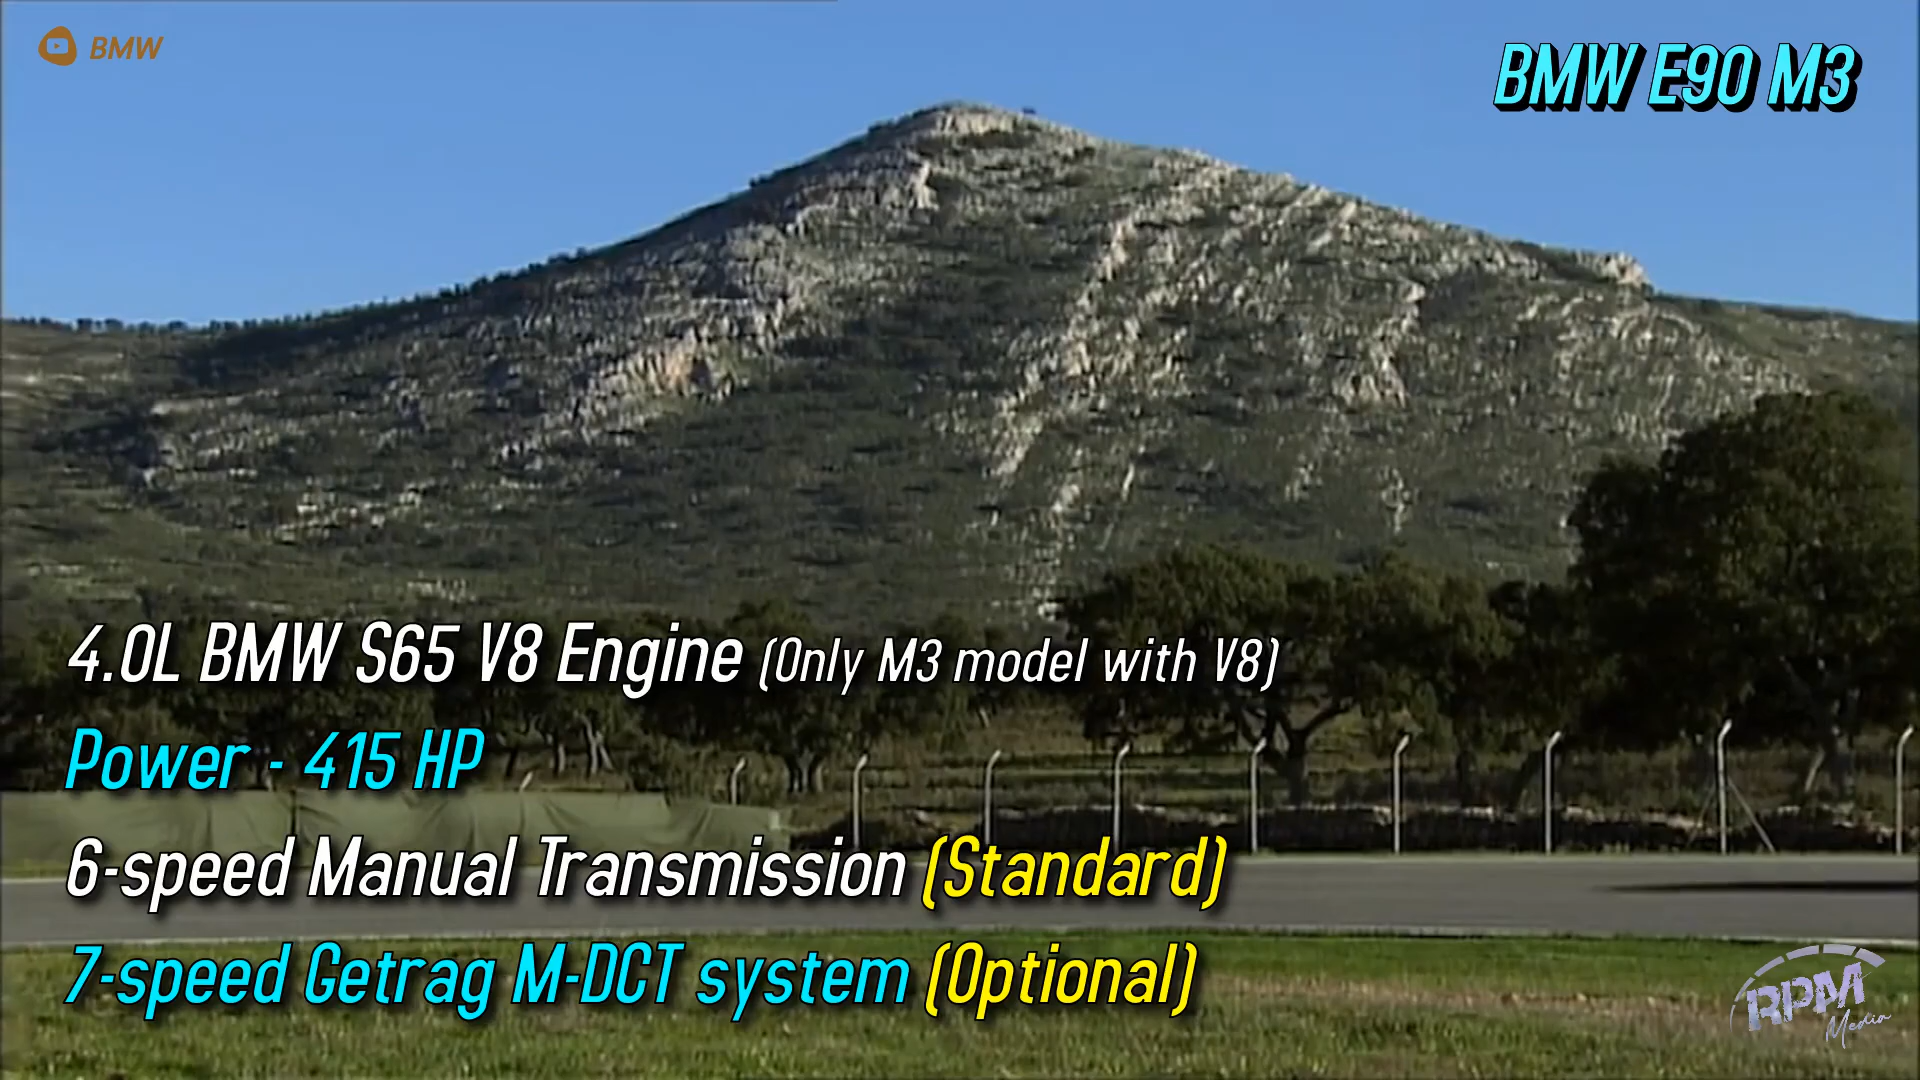 BMW
BMW E90 M3
4.0L BMW S65 V8 Engine (Only M3 model with V8)
Power - 415 HP
6-speed Manual Transmission (Standard)
7-speed Getrag M-DCT system (Optional)
RPM
Media